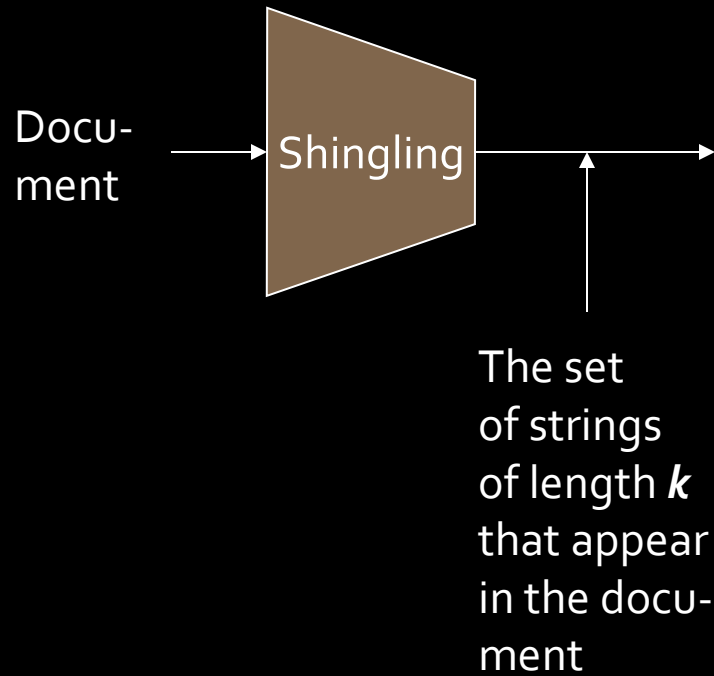 Docu-
ment
Shingling
The set
of strings
of length k
that appear
in the docu-
ment